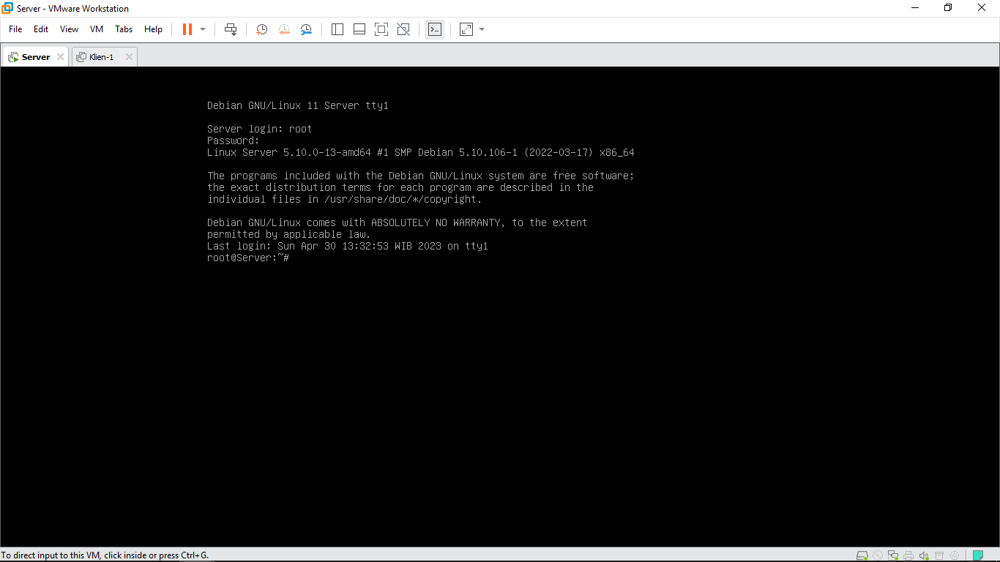 Server - VMware Workstation
File Edit View VM Tabs Help
Server Klien-1
Debian GNU/Linux 11 Server tty1
Server login: root
Password:
Linux Server 5.10.0-13-amd64 #1 SMP Debian 5.10.106-1 (2022-03-17) x86_64
The programs included with the Debian GNU/Linux system are free software;
the exact distribution terms for each program are described in the
individual files in /usr/share/doc/*/copyright.
Debian GNU/Linux comes with ABSOLUTELY NO WARRANTY, to the extent
permitted by applicable law.
Last login: Sun Apr 30 13:32:53 WIB 2023 on tty1
root@Server:~#
To direct input to this VM, click inside or press Ctrl+G.